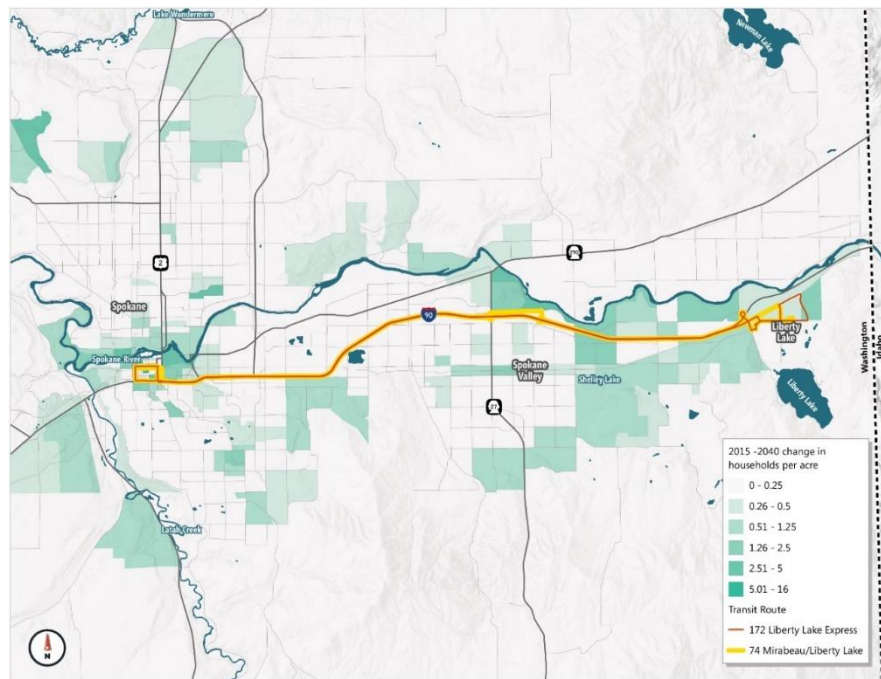 Lake Wandermere
Newman Lake
2
290
Spokane
90
Liberty
Lake
Washington
Idaho
Spokane River
Spokane
Valley
Shelley Lake
Liberty Lake
27
Latah Creek
2015 -2040 change in
households per acre
0 - 0.25
0.26 - 0.5
0.51 - 1.25
1.26 - 2.5
2.51 - 5
5.01 - 16
Transit Route
172 Liberty Lake Express
74 Mirabeau/Liberty Lake
N